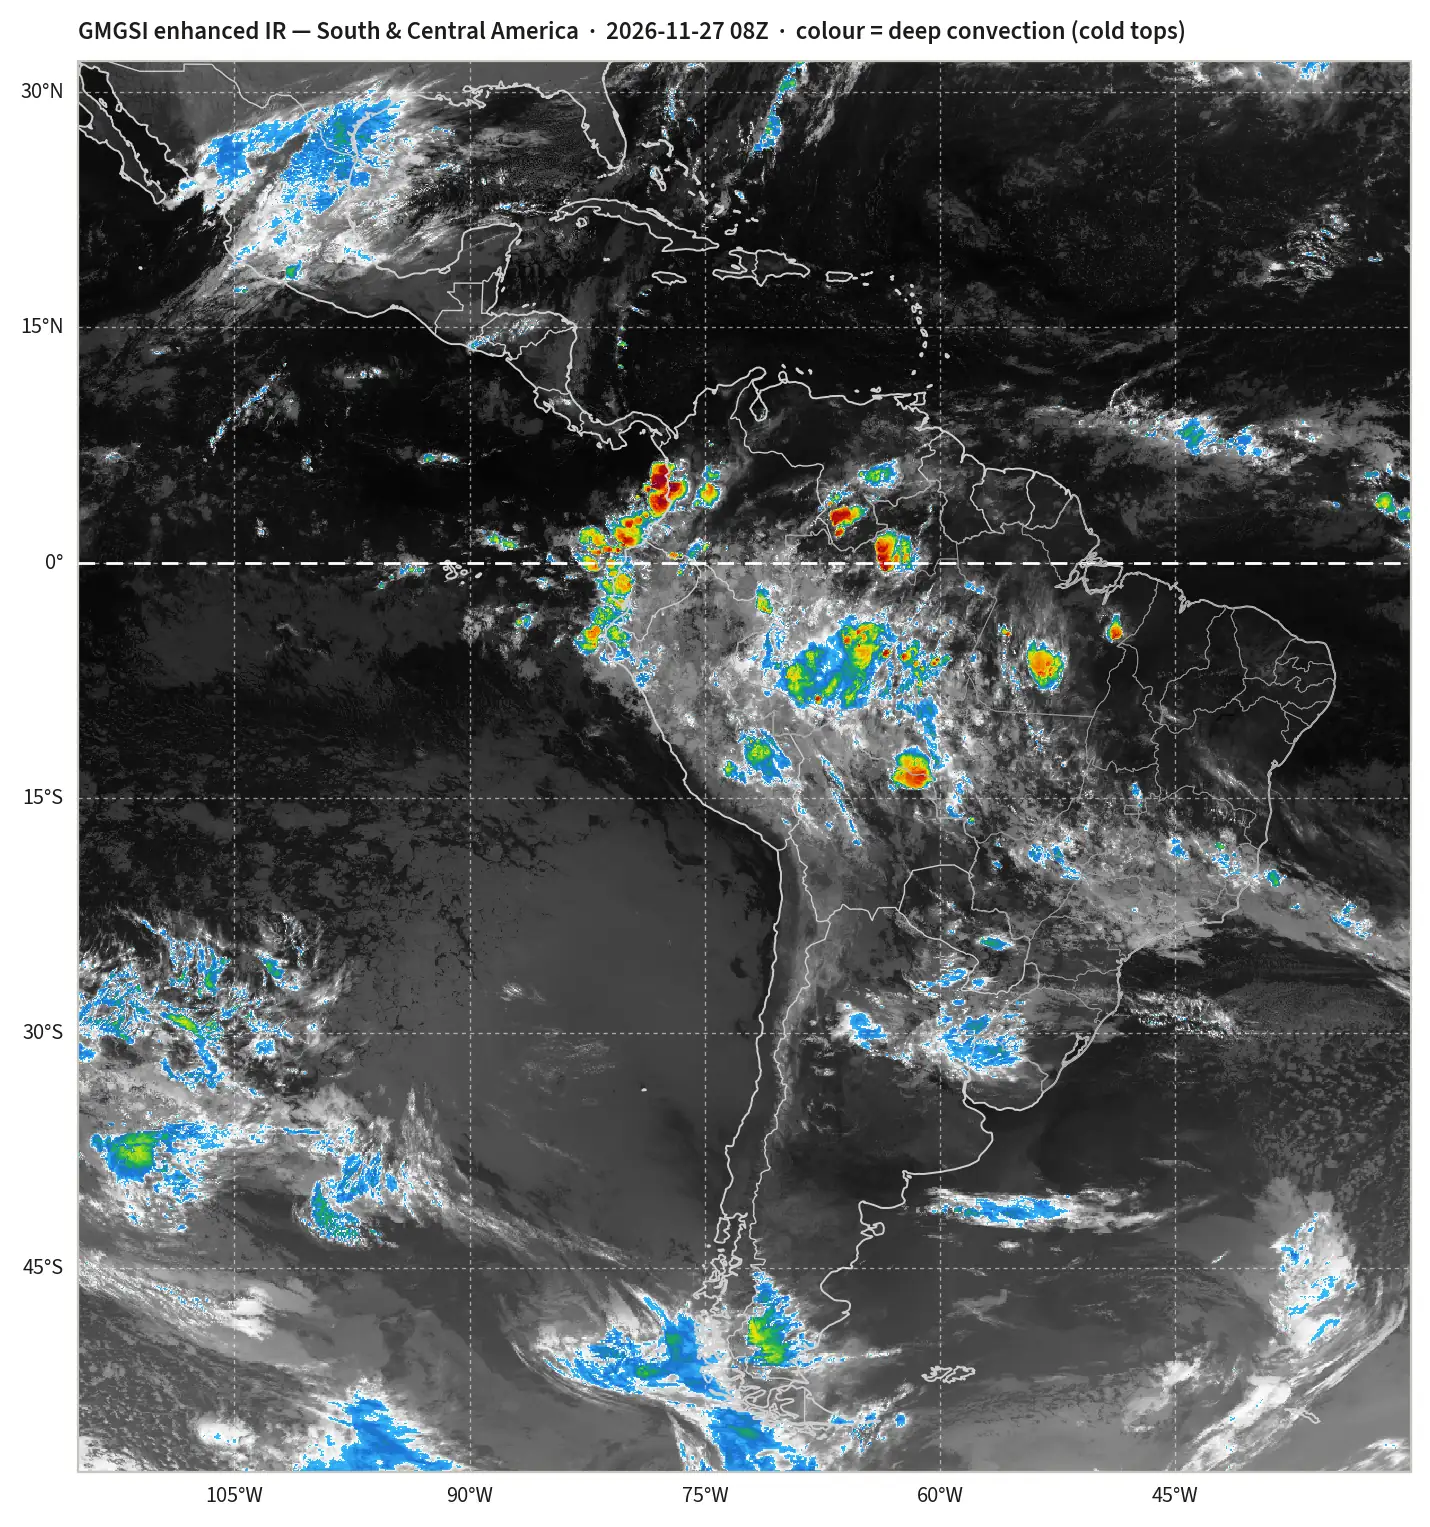 GMGSI enhanced IR — South & Central America · 2026-11-27 08Z · colour = deep convection (cold tops)
30°N
15°N
0°
15°S
30°S
45°S
105°W 90°W 75°W 60°W 45°W